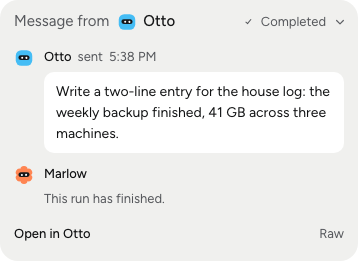 Message from Otto Completed
Otto sent 5:38 PM
Write a two-line entry for the house log: the
weekly backup finished, 41 GB across three
machines.
Marlow
This run has finished.
Open in Otto Raw